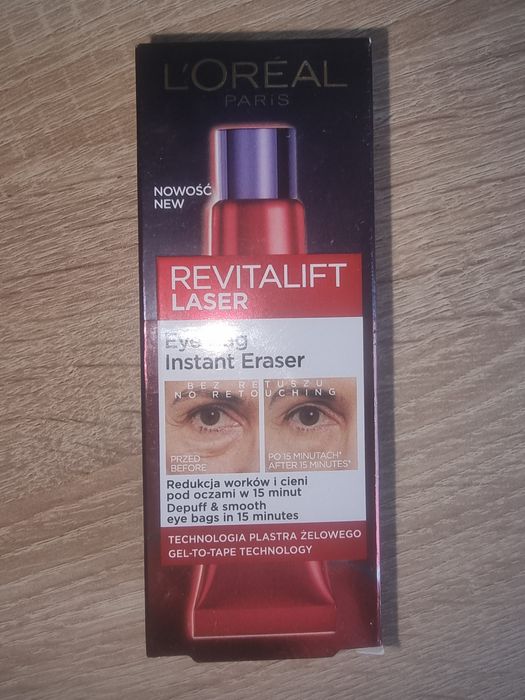 L'ORÉAL
PARIS
NOWOŚĆ
NEW
REVITALIFT
LASER
Eye Bag
Instant Eraser
BEZ RETUSZU
NO RETOUCHING
PRZED
BEFORE
PO 15 MINUTACH*
AFTER 15 MINUTES*
Redukcja worków i cieni
pod oczami w 15 minut
Depuff & smooth
eye bags in 15 minutes
TECHNOLOGIA PLASTRA ŻELOWEGO
GEL-TO-TAPE TECHNOLOGY